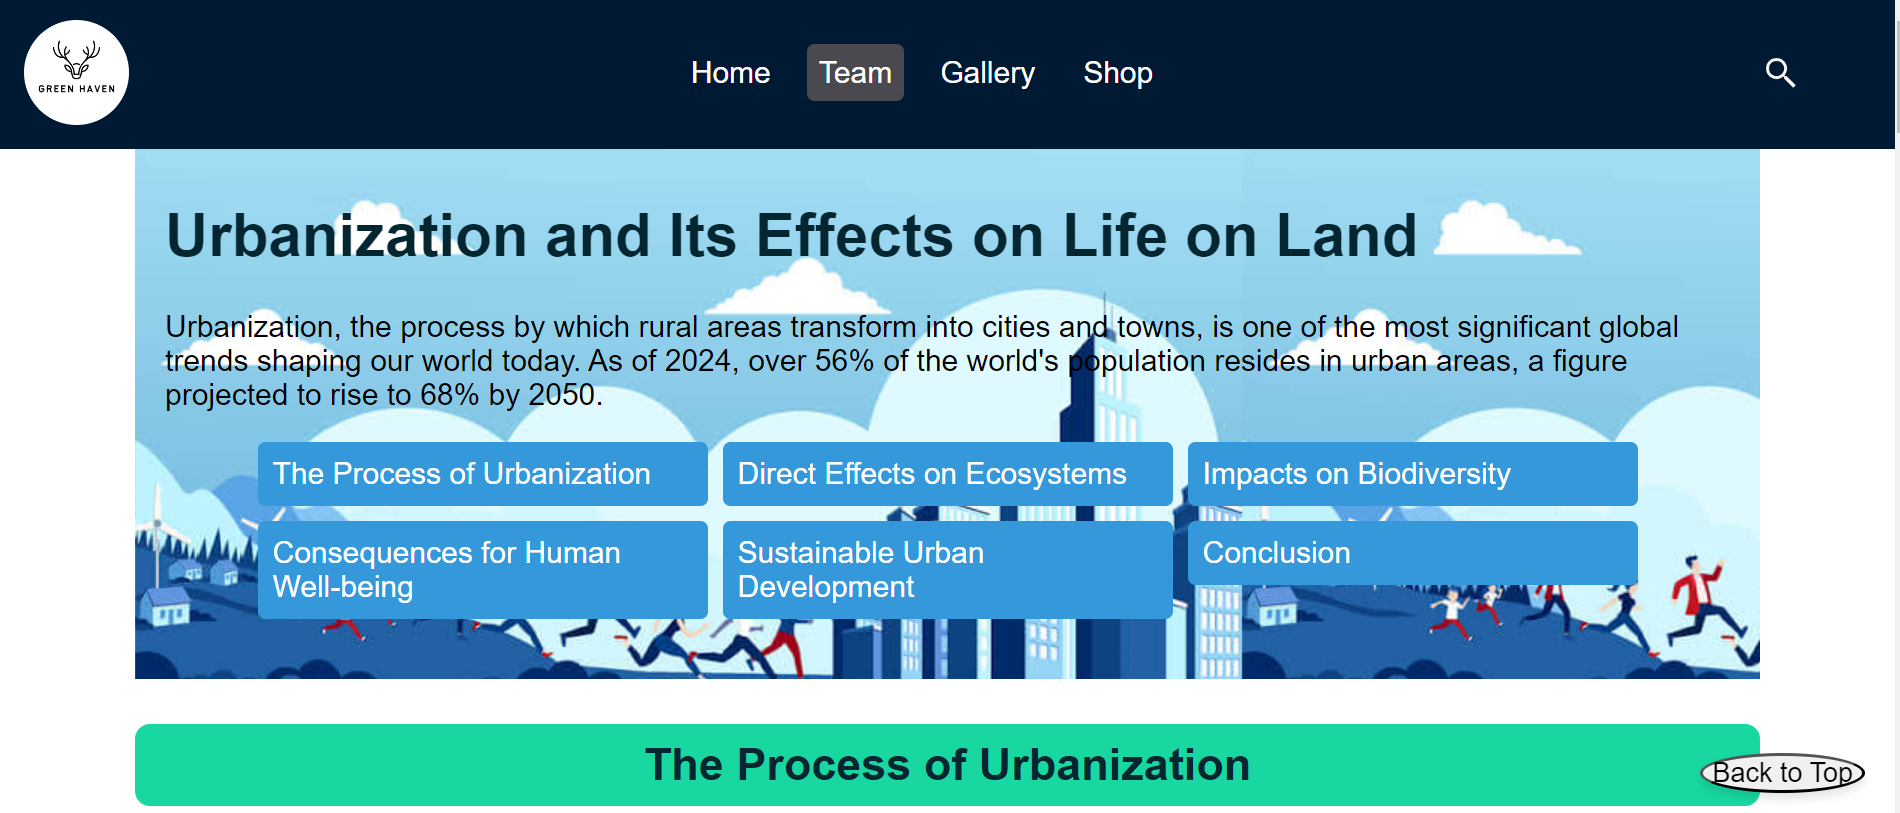 GREEN HAVEN
Home Team Gallery Shop
Urbanization and Its Effects on Life on Land
Urbanization, the process by which rural areas transform into cities and towns, is one of the most significant global
trends shaping our world today. As of 2024, over 56% of the world's population resides in urban areas, a figure
projected to rise to 68% by 2050.
The Process of Urbanization
Direct Effects on Ecosystems
Impacts on Biodiversity
Consequences for Human
Well-being
Sustainable Urban
Development
Conclusion
The Process of Urbanization
Back to Top